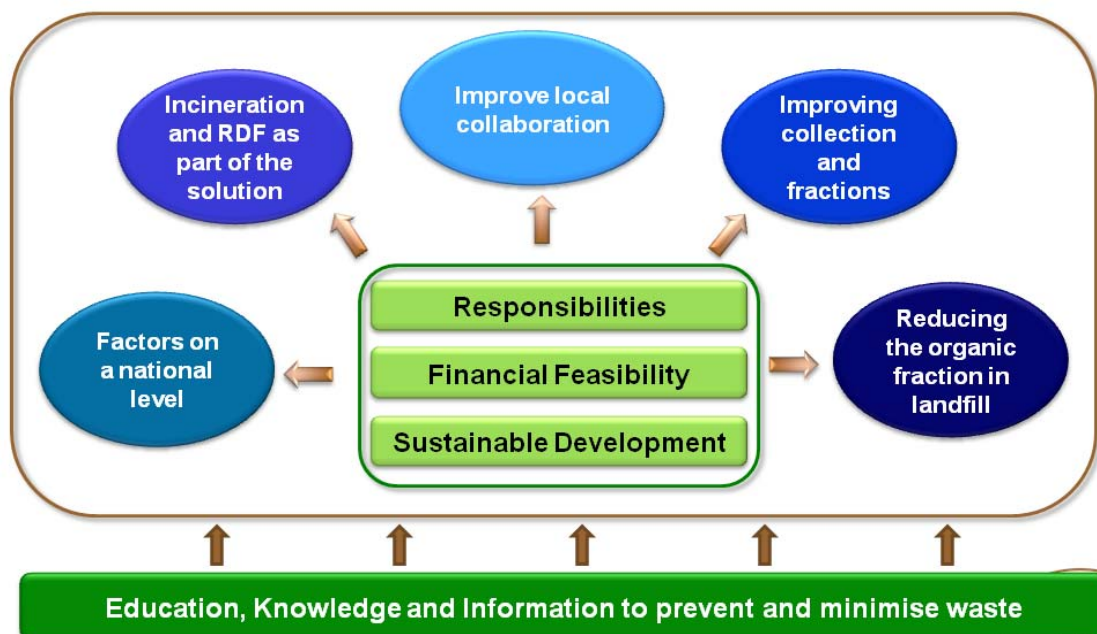 Improve local
collaboration
Incineration
and RDF as
part of the
solution
Improving
collection
and
fractions
Factors on
a national
level
Responsibilities
Financial Feasibility
Sustainable Development
Reducing
the organic
fraction in
landfill
Education, Knowledge and Information to prevent and minimise waste